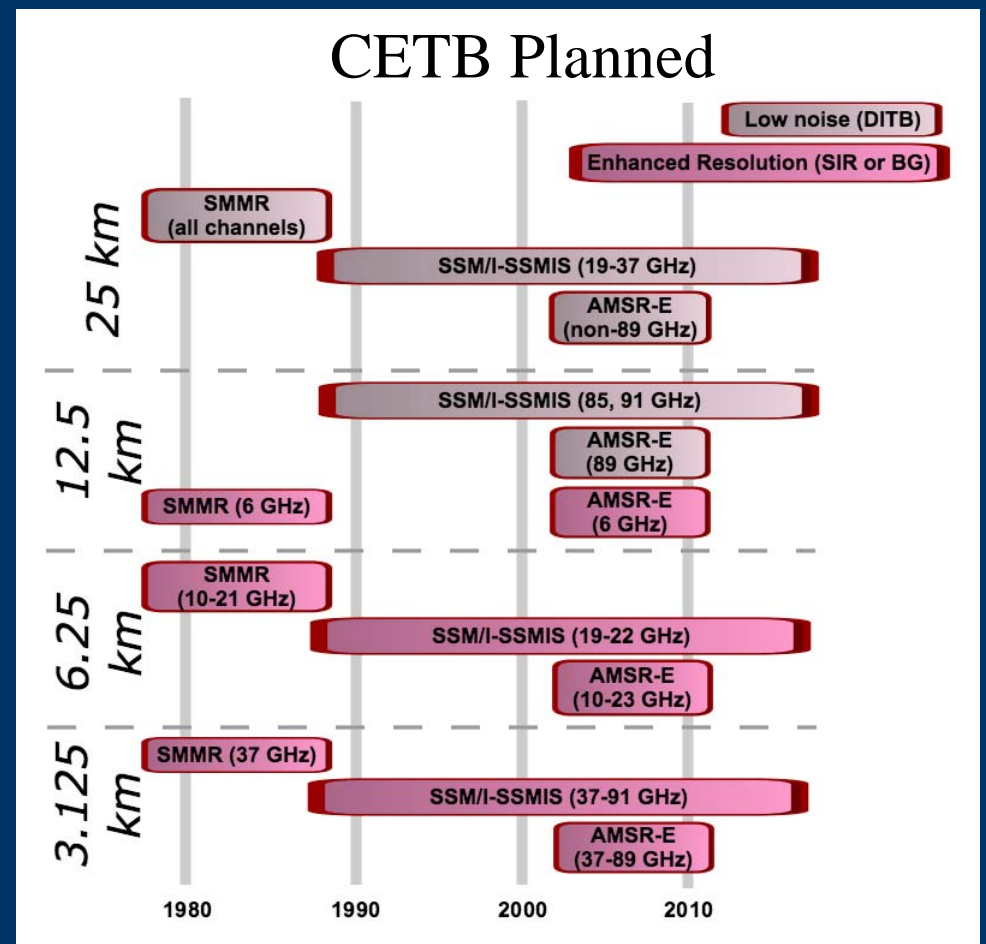 CETB Planned
Low noise (DITB)
Enhanced Resolution (SIR or BG)
25 km
SMMR
(all channels)
SSM/I-SSMIS (19-37 GHz)
AMSR-E
(non-89 GHz)
12.5
km
SSM/I-SSMIS (85, 91 GHz)
AMSR-E
(89 GHz)
SMMR (6 GHz)
AMSR-E
(6 GHz)
6.25
km
SMMR
(10-21 GHz)
SSM/I-SSMIS (19-22 GHz)
AMSR-E
(10-23 GHz)
3.125
km
SMMR (37 GHz)
SSM/I-SSMIS (37-91 GHz)
AMSR-E
(37-89 GHz)
1980 1990 2000 2010